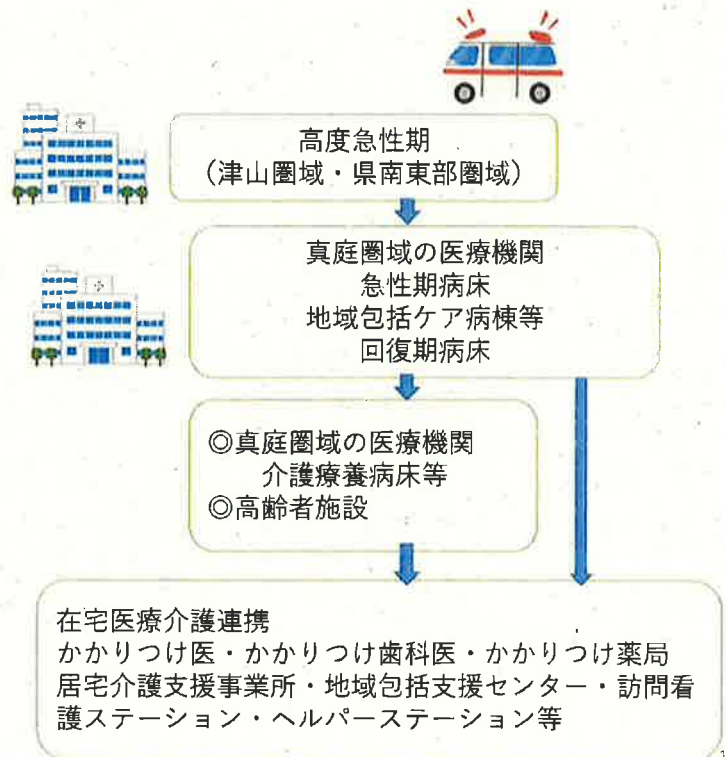 高度急性期
（津山圏域・県南東部圏域）
真庭圏域の医療機関
急性期病床
地域包括ケア病棟等
回復期病床
◎真庭圏域の医療機関
介護療養病床等
◎高齢者施設
在宅医療介護連携
かかりつけ医・かかりつけ歯科医・かかりつけ薬局
居宅介護支援事業所・地域包括支援センター・訪問看
護ステーション・ヘルパーステーション等